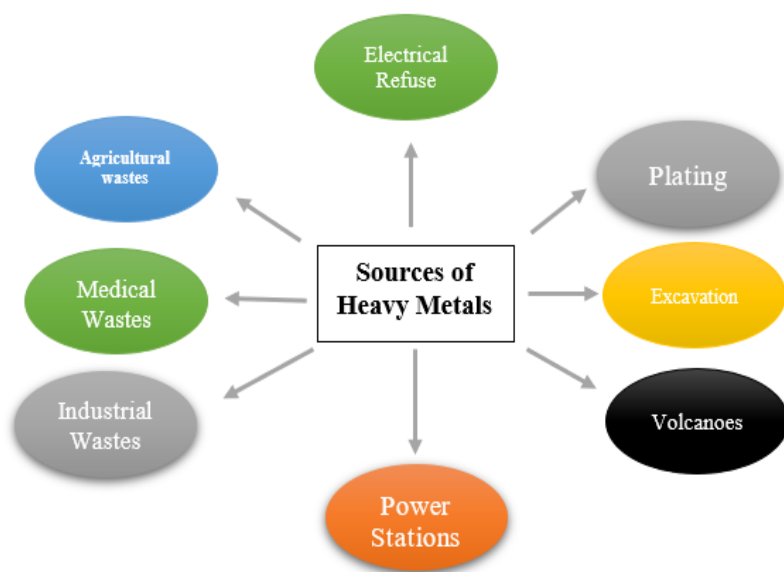 Electrical
Refuse
Agricultural
wastes
Plating
Sources of
Heavy Metals
Medical
Wastes
Excavation
Industrial
Wastes
Volcanoes
Power
Stations